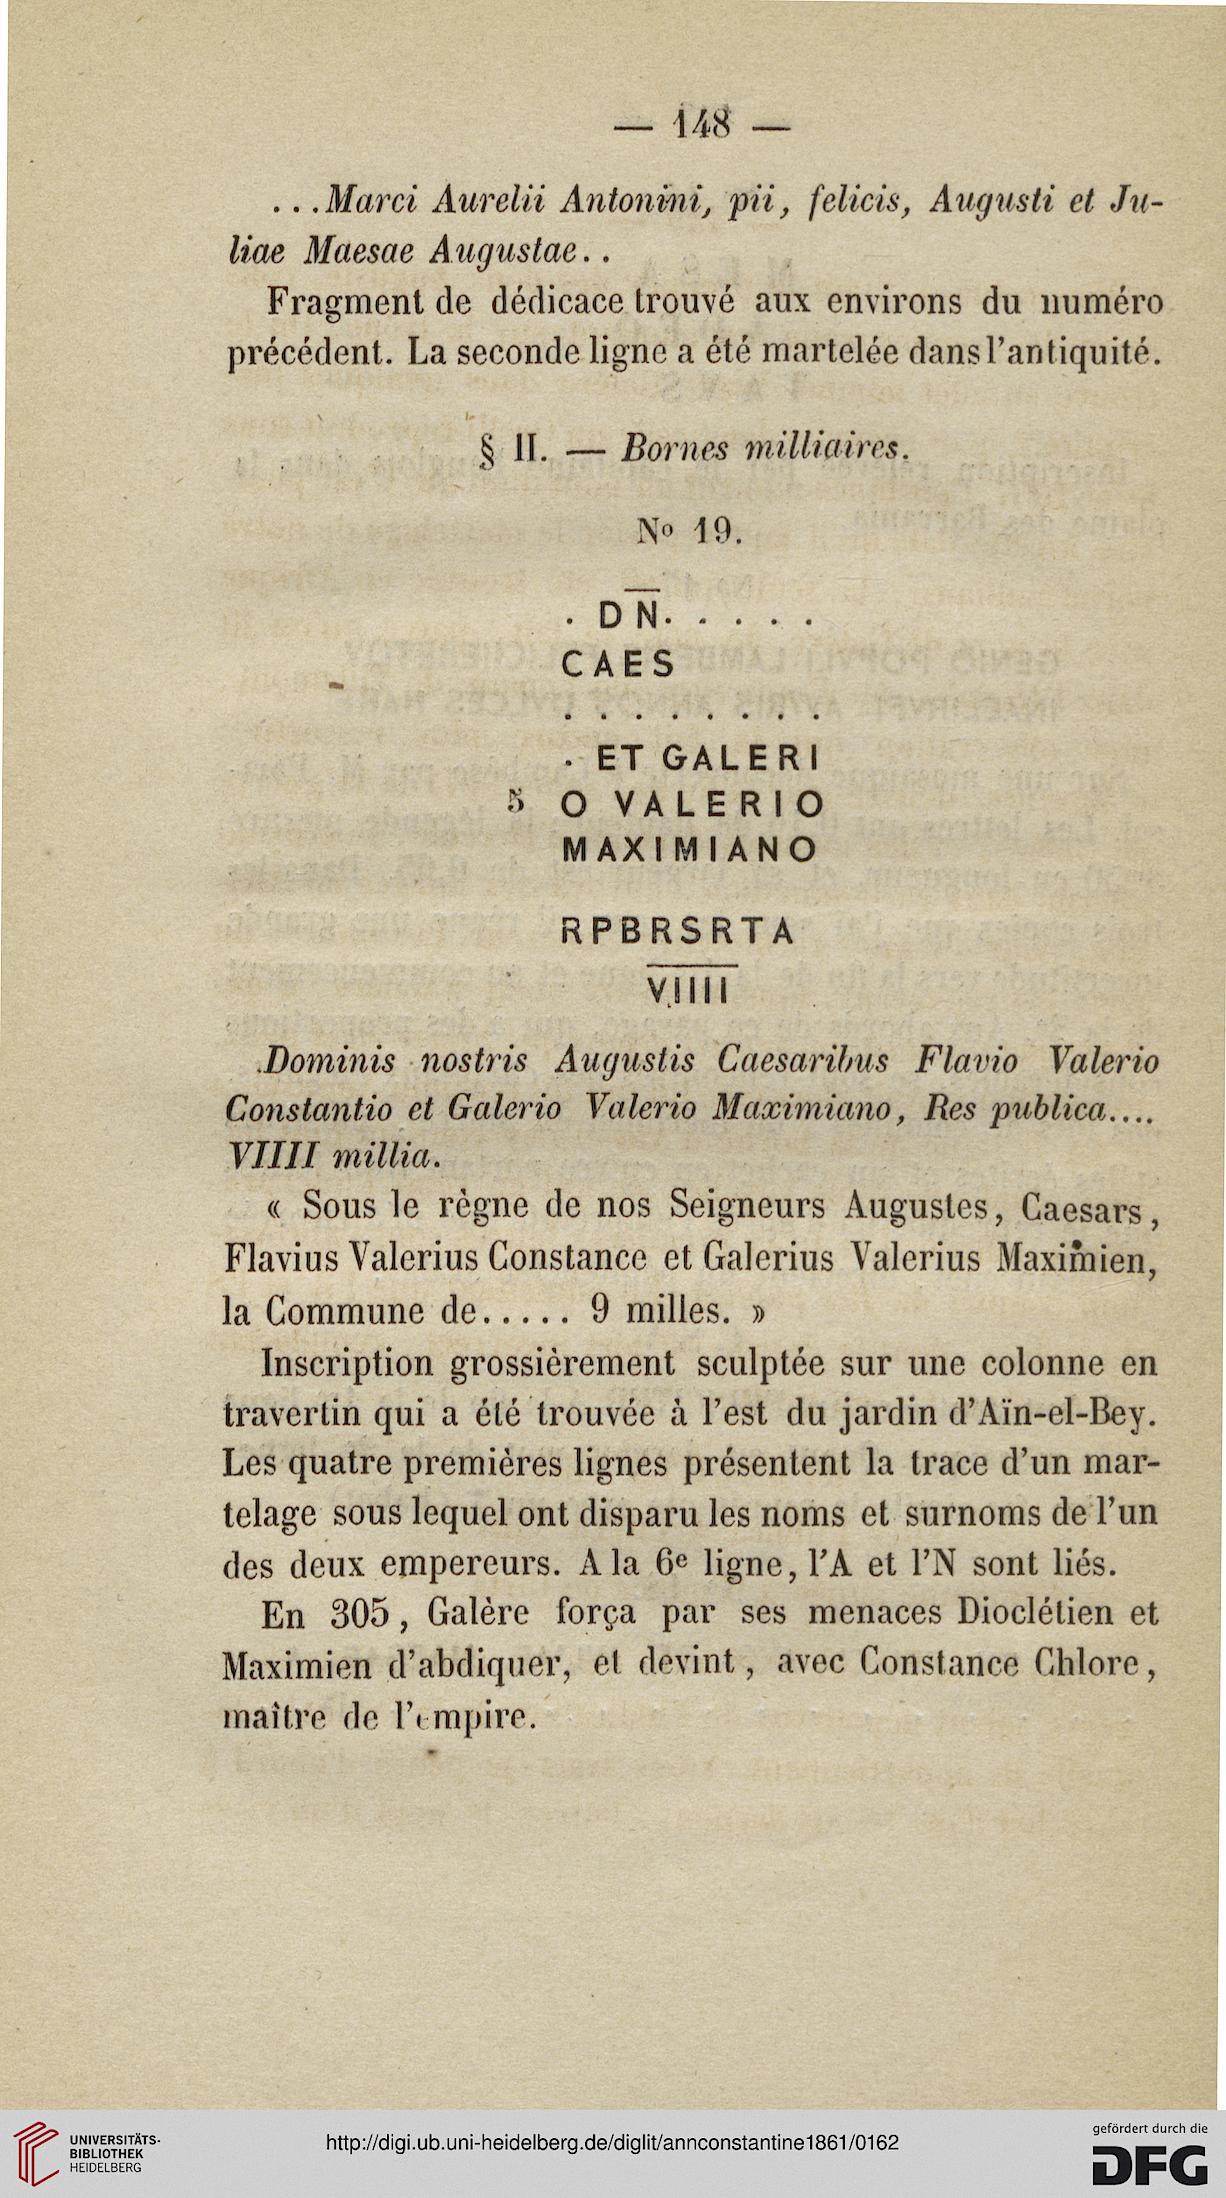 — 148 —
...Marci Aurelii Antonini, pii, felicis, Augusti et Ju-
liae Maesae Augustae..
Fragment de dédicace trouvé aux environs du numéro
précédent. La seconde ligne a été martelée dans l'antiquité.
§ II. — Bornes milliaires.
No 19.
. D N̅. . . . .
CAES
. . . . . . . .
. ET GALERI
5 O VALERIO
MAXIMIANO
RPBRSRTA
V̅I̅I̅I̅I̅
Dominis nostris Augustis Caesaribus Flavio Valerio
Constantio et Galerio Valerio Maximiano, Res publica....
VIIII millia.
« Sous le règne de nos Seigneurs Augustes, Caesars,
Flavius Valerius Constance et Galerius Valerius Maximien,
la Commune de..... 9 milles. »
Inscription grossièrement sculptée sur une colonne en
travertin qui a été trouvée à l'est du jardin d'Aïn-el-Bey.
Les quatre premières lignes présentent la trace d'un mar-
telage sous lequel ont disparu les noms et surnoms de l'un
des deux empereurs. A la 6e ligne, l'A et l'N sont liés.
En 305, Galère força par ses menaces Dioclétien et
Maximien d'abdiquer, et devint, avec Constance Chlore,
maître de l'empire.
UNIVERSITÄTS-
BIBLIOTHEK
HEIDELBERG
http://digi.ub.uni-heidelberg.de/diglit/annconstantine1861/0162
gefördert durch die
DFG